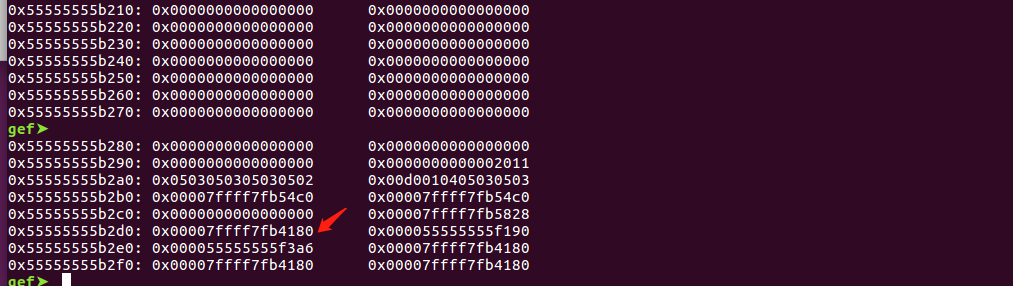 0x55555555b210: 0x0000000000000000 0x0000000000000000
0x55555555b220: 0x0000000000000000 0x0000000000000000
0x55555555b230: 0x0000000000000000 0x0000000000000000
0x55555555b240: 0x0000000000000000 0x0000000000000000
0x55555555b250: 0x0000000000000000 0x0000000000000000
0x55555555b260: 0x0000000000000000 0x0000000000000000
0x55555555b270: 0x0000000000000000 0x0000000000000000
gef➤
0x55555555b280: 0x0000000000000000 0x0000000000000000
0x55555555b290: 0x0000000000000000 0x0000000000002011
0x55555555b2a0: 0x0503050305030502 0x00d0010405030503
0x55555555b2b0: 0x00007ffff7fb54c0 0x00007ffff7fb54c0
0x55555555b2c0: 0x0000000000000000 0x00007ffff7fb5828
0x55555555b2d0: 0x00007ffff7fb4180 0x000055555555f190
0x55555555b2e0: 0x000055555555f3a6 0x00007ffff7fb4180
0x55555555b2f0: 0x00007ffff7fb4180 0x00007ffff7fb4180
gef➤